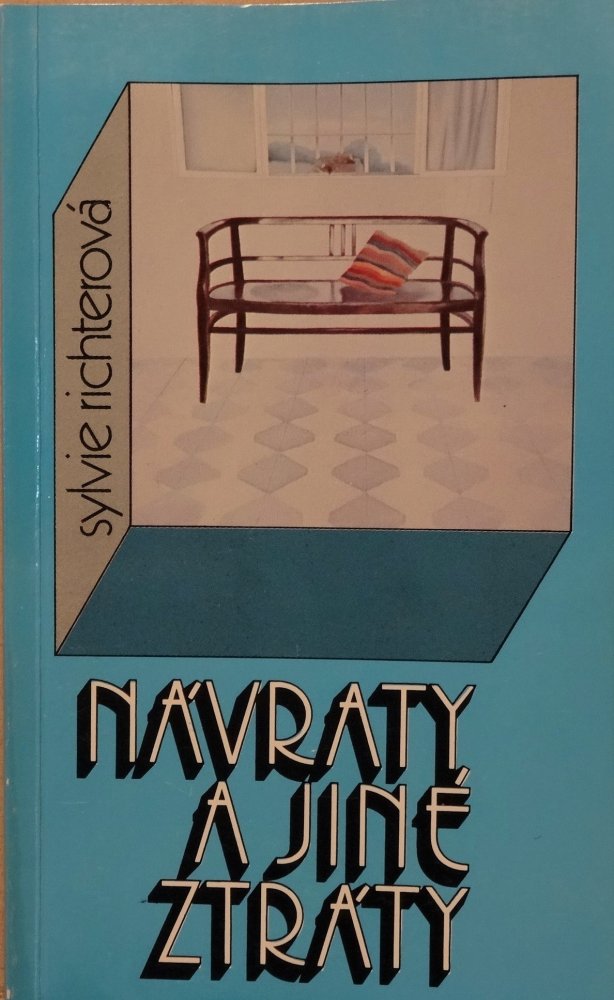 sylvie richterová
NÁVRATY
A JINÉ
ZTRÁTY